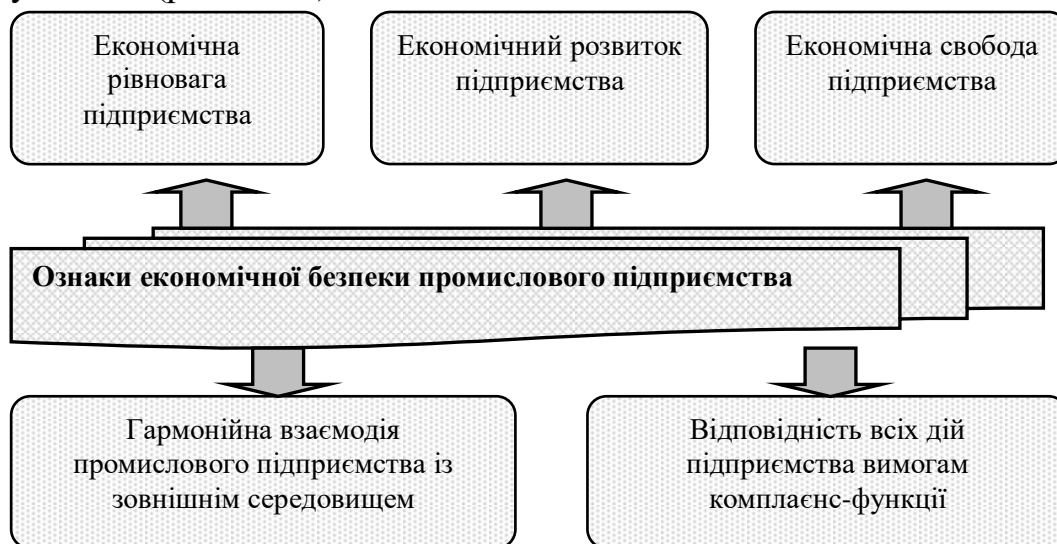 Економічна
рівновага
підприємства
Економічний розвиток
підприємства
Економічна свобода
підприємства
Ознаки економічної безпеки промислового підприємства
Гармонійна взаємодія
промислового підприємства із
зовнішнім середовищем
Відповідність всіх дій
підприємства вимогам
комплаєнс-функції